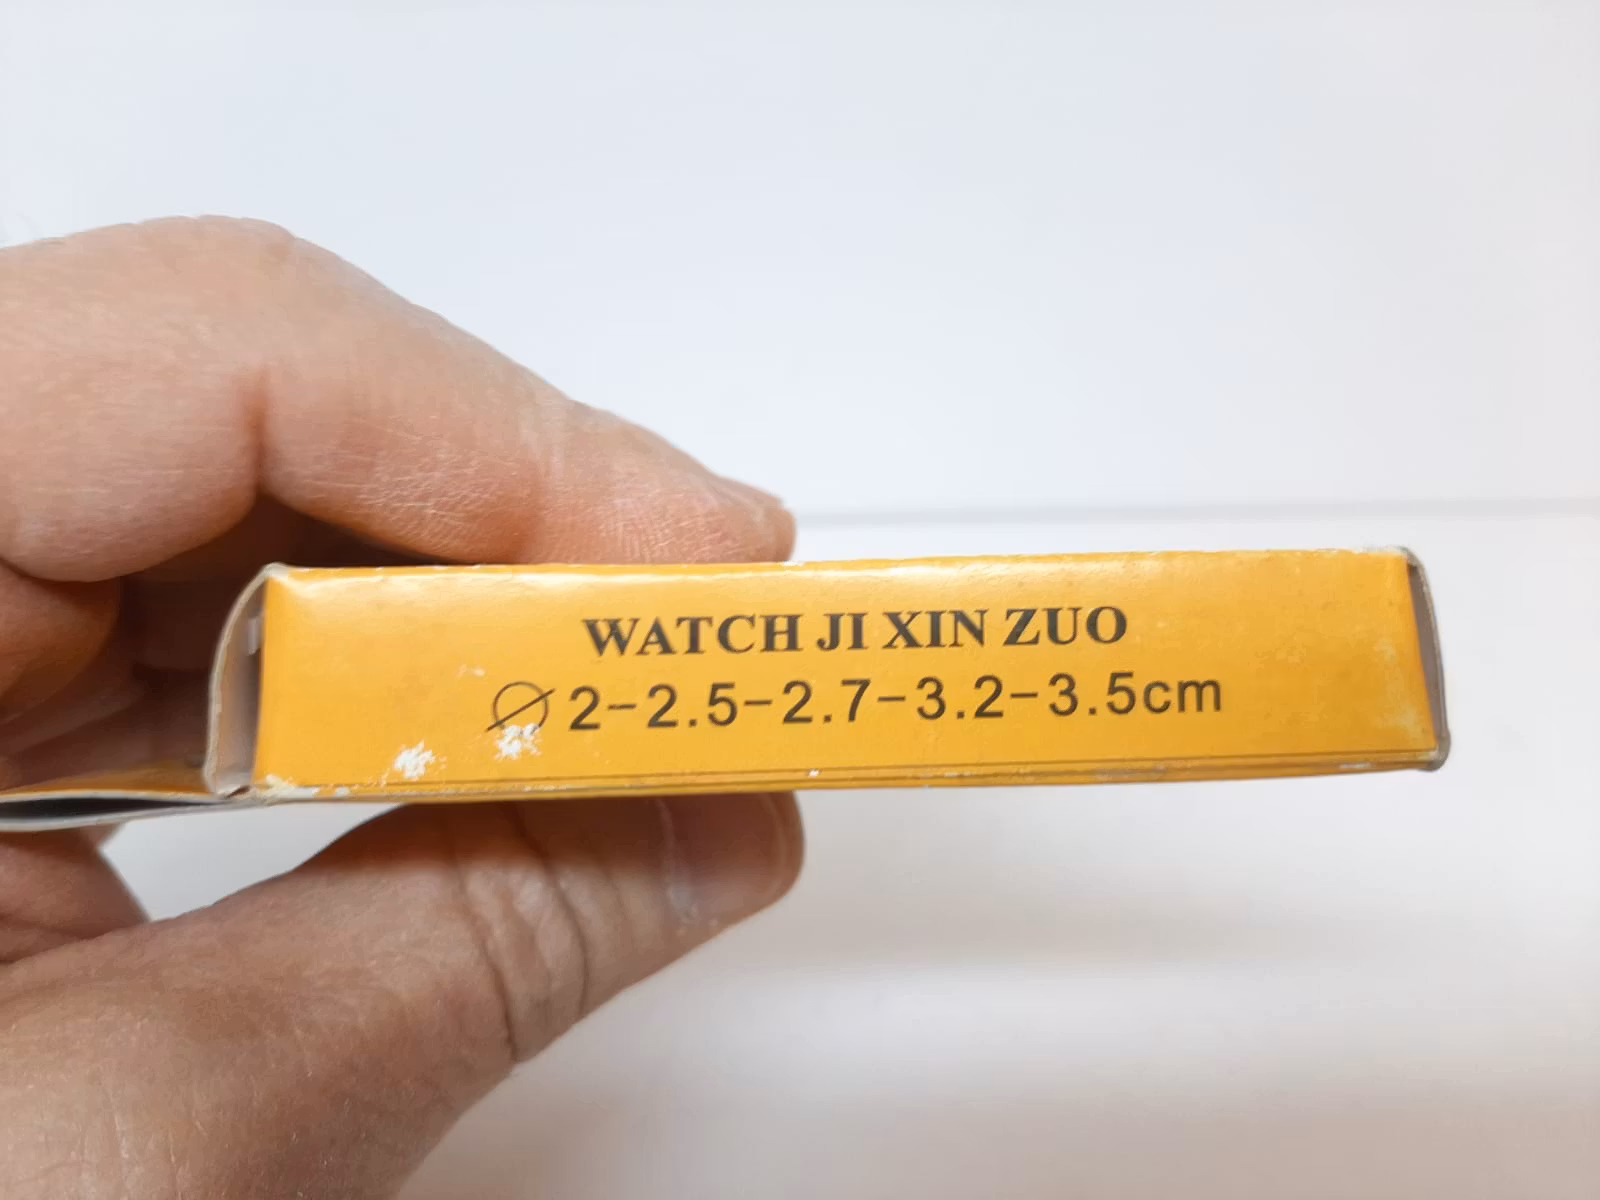 WATCH JI XIN ZUO
∅ 2-2.5-2.7-3.2-3.5cm